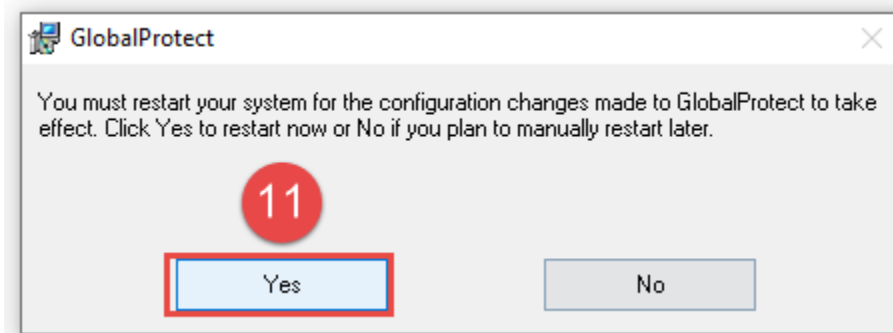 GlobalProtect
You must restart your system for the configuration changes made to GlobalProtect to take
effect. Click Yes to restart now or No if you plan to manually restart later.
11
Yes
No